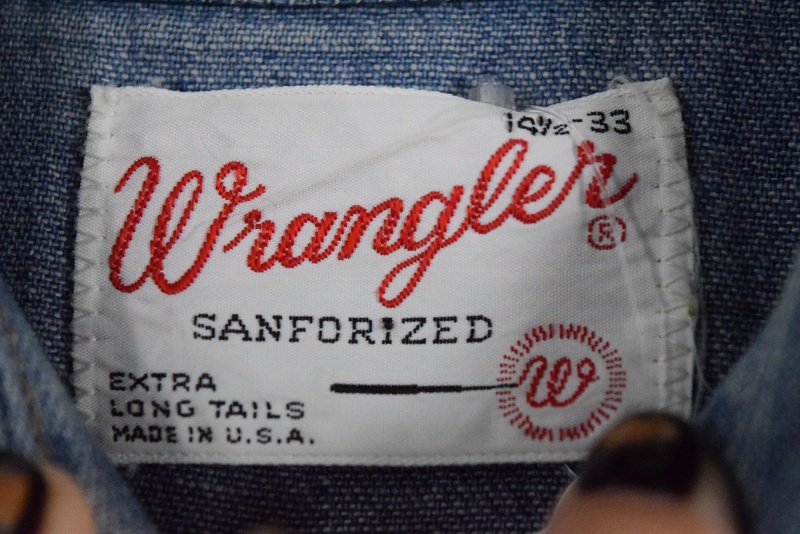 14½-33
Wrangler
®
SANFORIZED
W
EXTRA
LONG TAILS
MADE IN U.S.A.